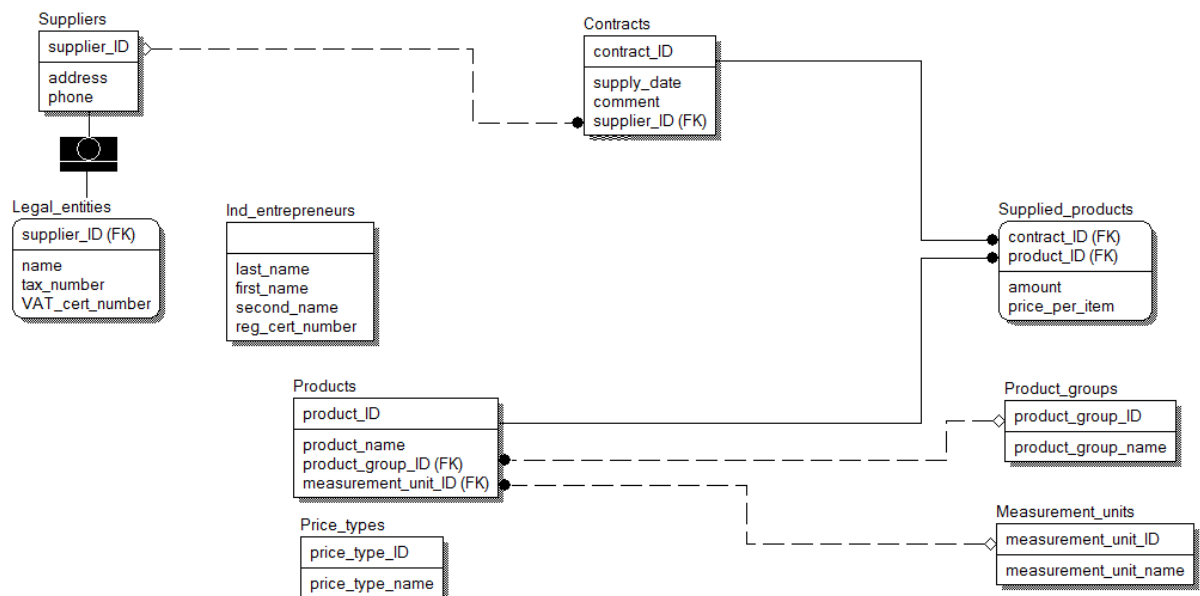 Suppliers
supplier_ID
address
phone
Contracts
contract_ID
supply_date
comment
supplier_ID (FK)
Legal_entities
supplier_ID (FK)
name
tax_number
VAT_cert_number
Ind_entrepreneurs
last_name
first_name
second_name
reg_cert_number
Supplied_products
contract_ID (FK)
product_ID (FK)
amount
price_per_item
Products
product_ID
product_name
product_group_ID (FK)
measurement_unit_ID (FK)
Product_groups
product_group_ID
product_group_name
Price_types
price_type_ID
price_type_name
Measurement_units
measurement_unit_ID
measurement_unit_name